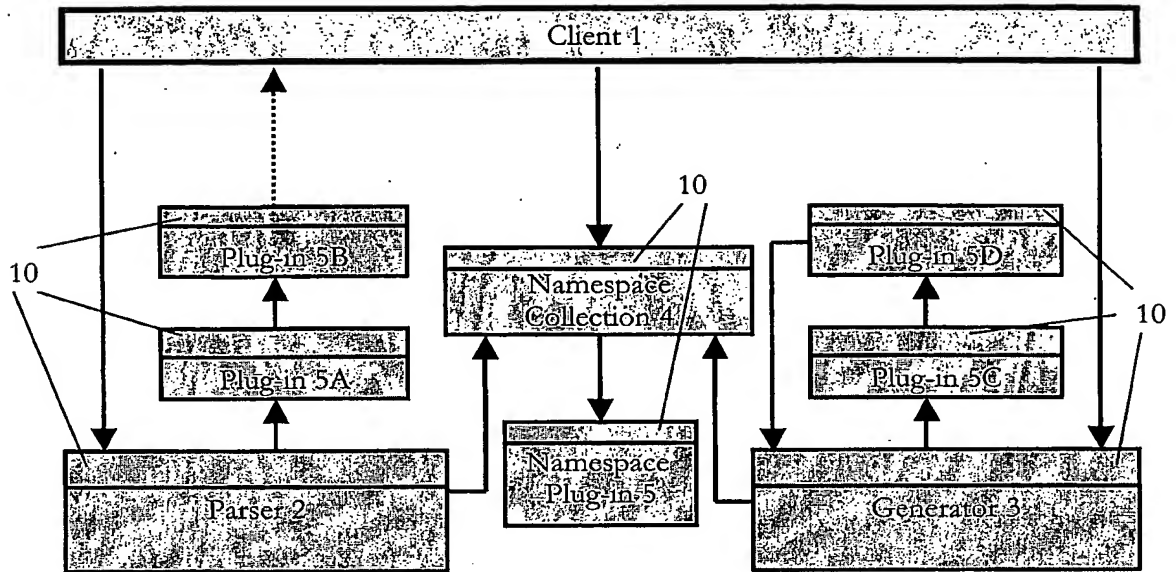 Client 1
10
Plug-in 5B
Plug-in 5D
10
Namespace
Collection 4
10
Plug-in 5A
Plug-in 5C
Namespace
Plug-in 5
Parser 2
Generator 3
10